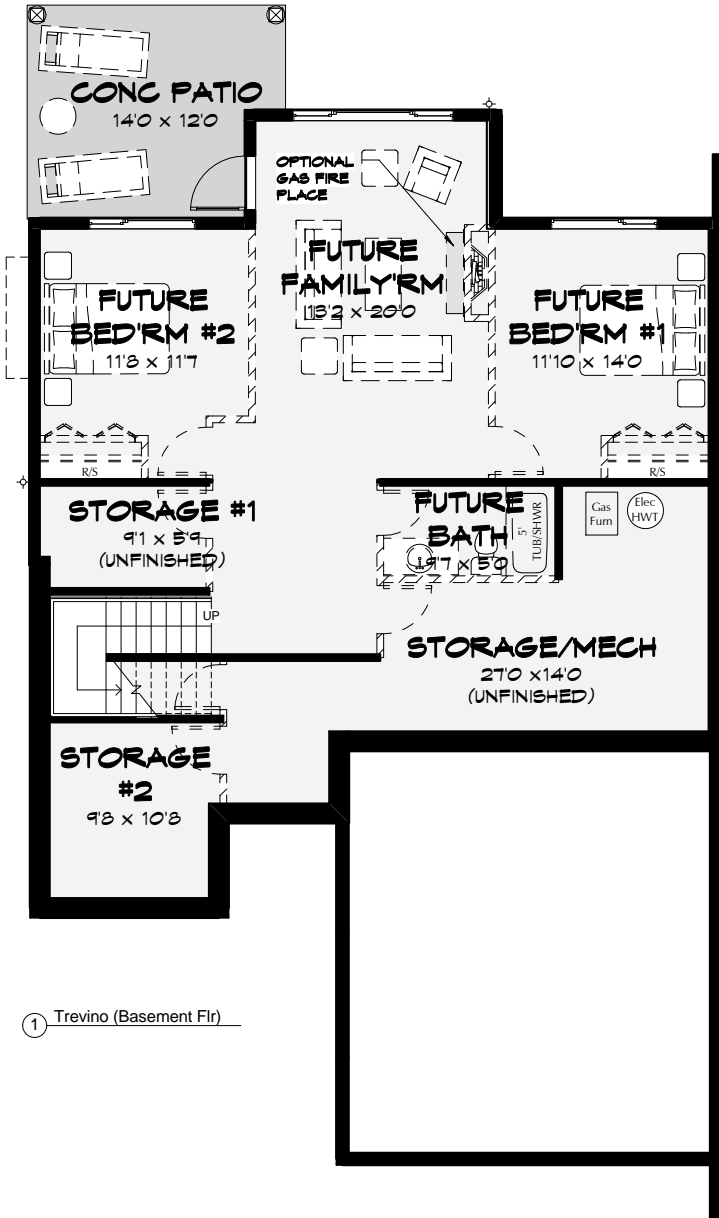 CONC PATIO
14'0 x 12'0
OPTIONAL
GAS FIRE
PLACE
FUTURE
FAMILY'RM
13'2 x 20'0
FUTURE
BED'RM #2
11'8 x 11'7
FUTURE
BED'RM #1
11'10 x 14'0
R/S
R/S
STORAGE #1
9'1 x 5'9
(UNFINISHED)
FUTURE
BATH
9'7 x 5'0
5'
TUB/SHWR
Gas
Furn
Elec
HWT
UP
STORAGE/MECH
27'0 x14'0
(UNFINISHED)
STORAGE
#2
9'8 x 10'8
1 Trevino (Basement Flr)